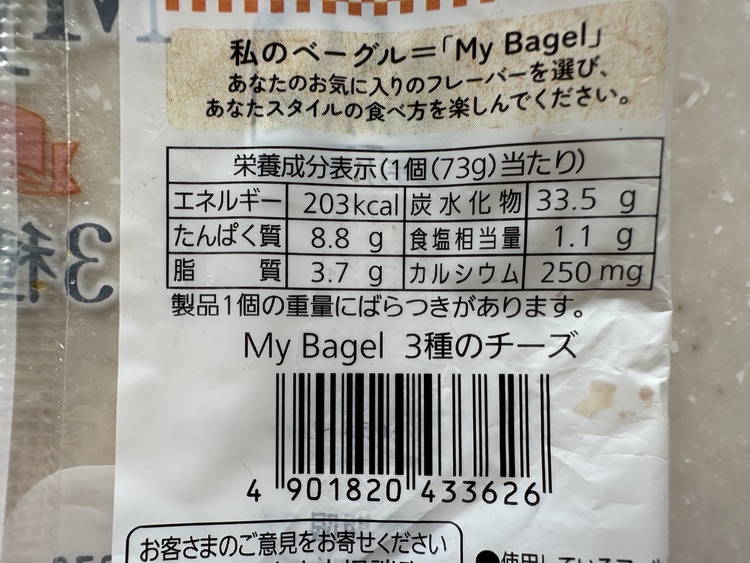 私のベーグル=「My Bagel」
あなたのお気に入りのフレーバーを選び、
あなたスタイルの食べ方を楽しんでください。
栄養成分表示(1個(73g)当たり)
エネルギー 203kcal 炭水化物 33.5 g
たんぱく質 8.8 g 食塩相当量 1.1 g
脂質 3.7 g カルシウム 250mg
製品1個の重量にばらつきがあります。
My Bagel 3種のチーズ
4 901820 433626
お客さまのご意見をお寄せください
●使用している